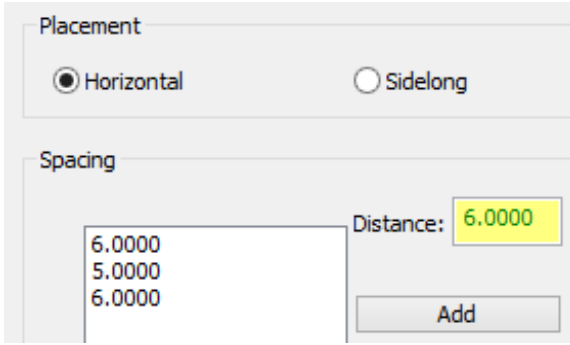 Placement
Horizontal Sidelong
Spacing
Distance: 6.0000
6.0000
5.0000
6.0000
Add